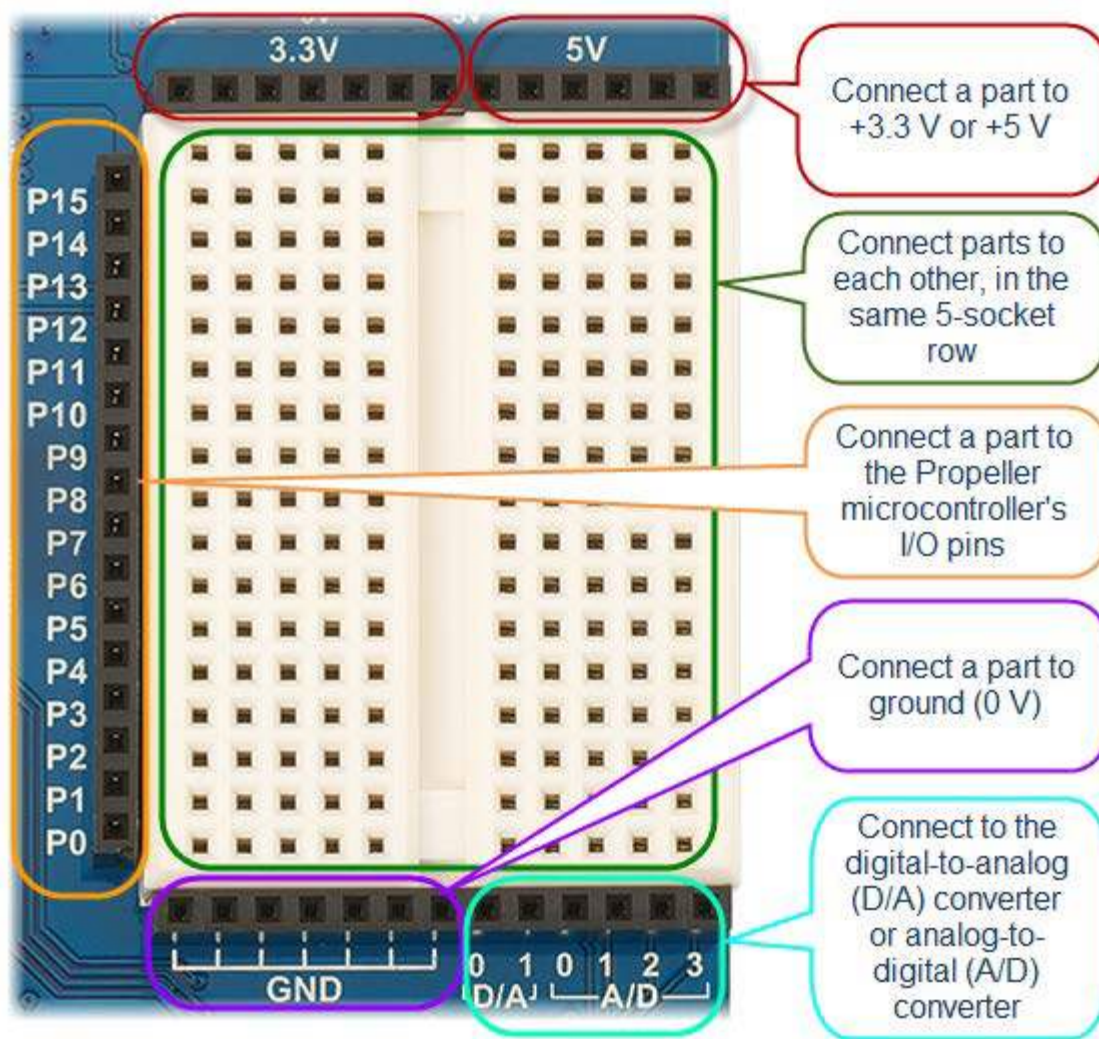 3.3V
5V
Connect a part to
+3.3 V or +5 V
Connect parts to
each other, in the
same 5-socket
row
Connect a part to
the Propeller
microcontroller's
I/O pins
Connect a part to
ground (0 V)
Connect to the
digital-to-analog
(D/A) converter
or analog-to-
digital (A/D)
converter
P15
P14
P13
P12
P11
P10
P9
P8
P7
P6
P5
P4
P3
P2
P1
P0
GND
0 1 0 1 2 3
D/A A/D